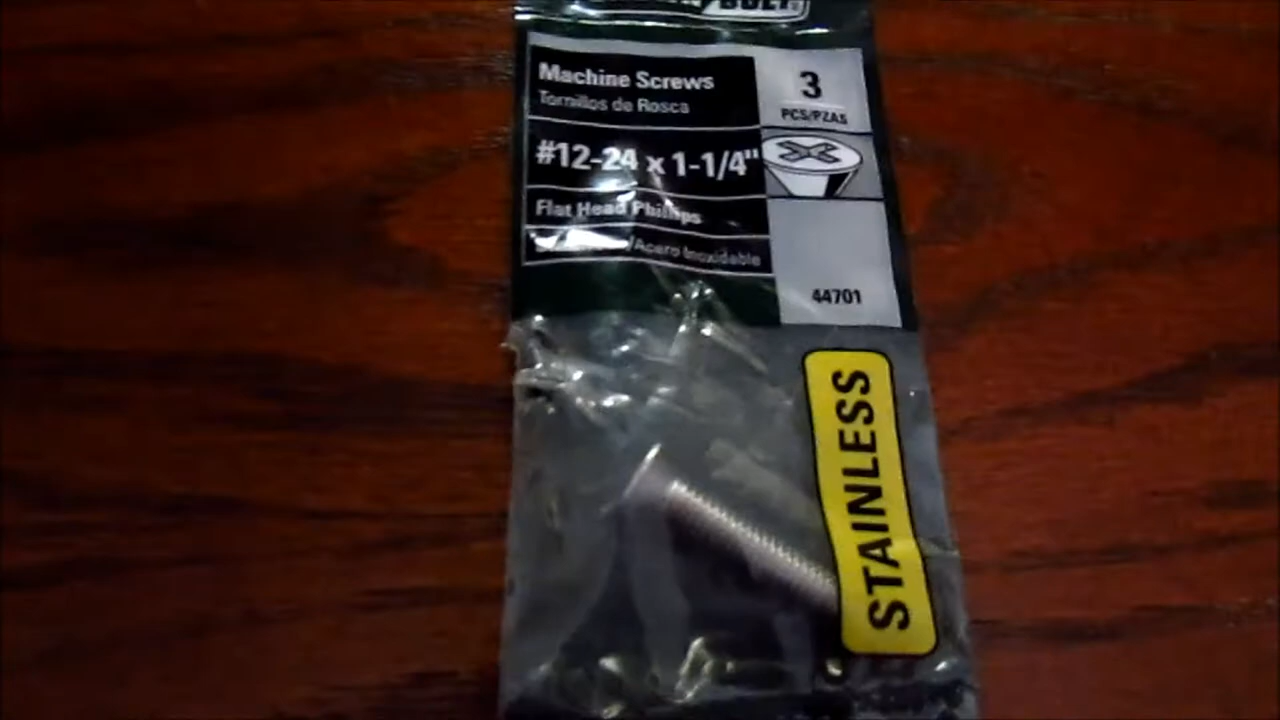 BOLT
Machine Screws
Tornillos de Rosca
3
PCS/PZAS
#12-24 x 1-1/4"
Flat Head Phillips
/Acero Inoxidable
44701
STAINLESS